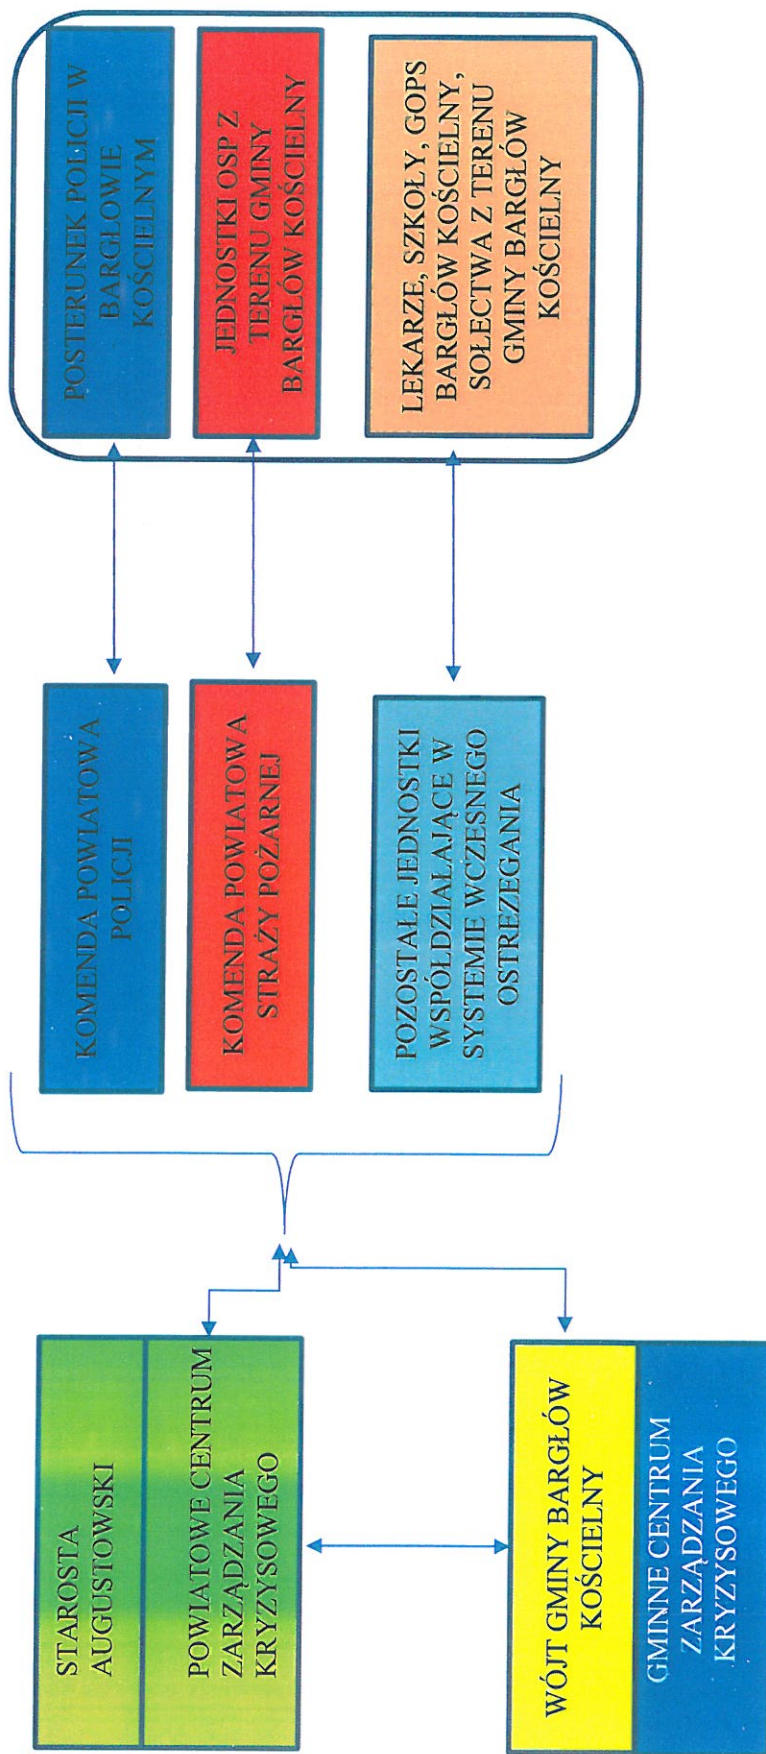 STAROSTA
AUGUSTOWSKI
POWIATOWE CENTRUM
ZARZĄDZANIA
KRYZYSOWEGO
WÓJT GMINY BARGŁÓW
KOŚCIELNY
GMINNE CENTRUM
ZARZĄDZANIA
KRYZYSOWEGO
KOMENDA POWIATOWA
POLICJI
KOMENDA POWIATOWA
STRAŻY POŻARNEJ
POZOSTAŁE JEDNOSTKI
WSPÓŁDZIAŁAJĄCE W
SYSTEMIE WCZESNEGO
OSTRZEGANIA
POSTERUNEK POLICJI W
BARGŁOWIE
KOŚCIELNYM
JEDNOSTKI OSP Z
TERENU GMINY
BARGŁÓW KOŚCIELNY
LEKARZE, SZKOŁY, GOPS
BARGŁÓW KOŚCIELNY,
SOŁECTWA Z TERENU
GMINY BARGŁÓW
KOŚCIELNY